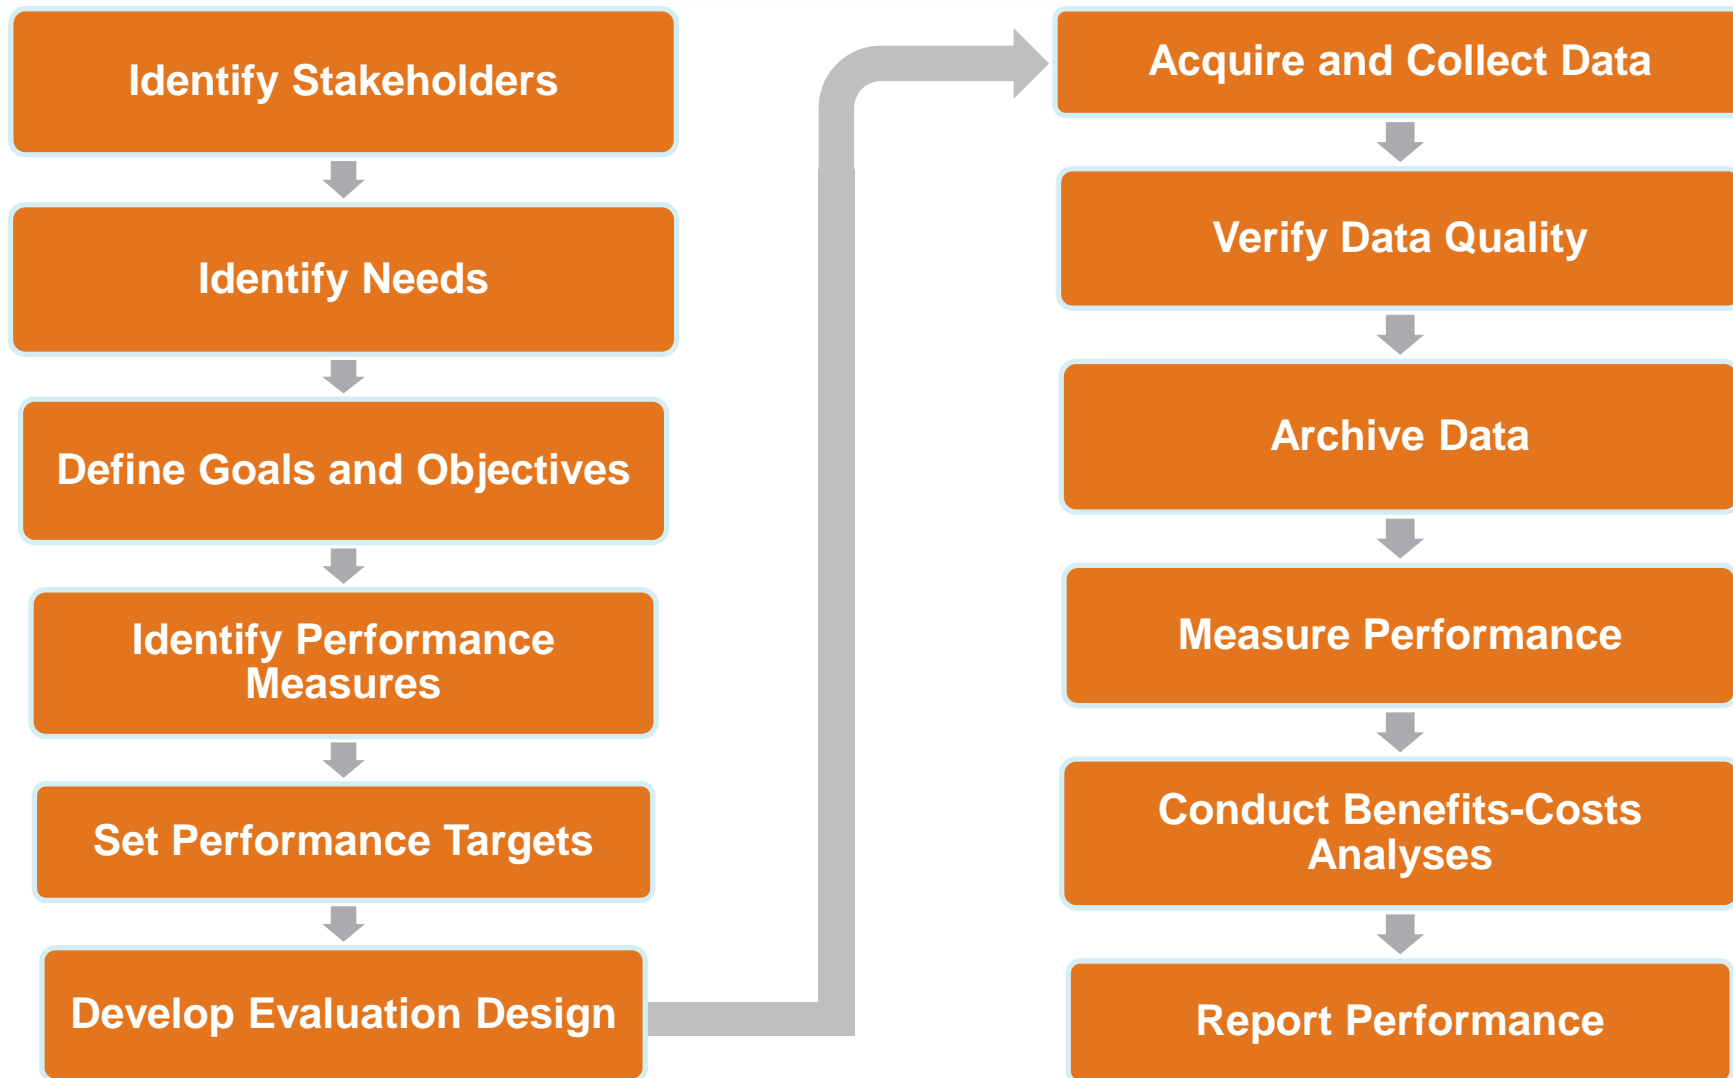 Identify Stakeholders
Identify Needs
Define Goals and Objectives
Identify Performance
Measures
Set Performance Targets
Develop Evaluation Design
Acquire and Collect Data
Verify Data Quality
Archive Data
Measure Performance
Conduct Benefits-Costs
Analyses
Report Performance